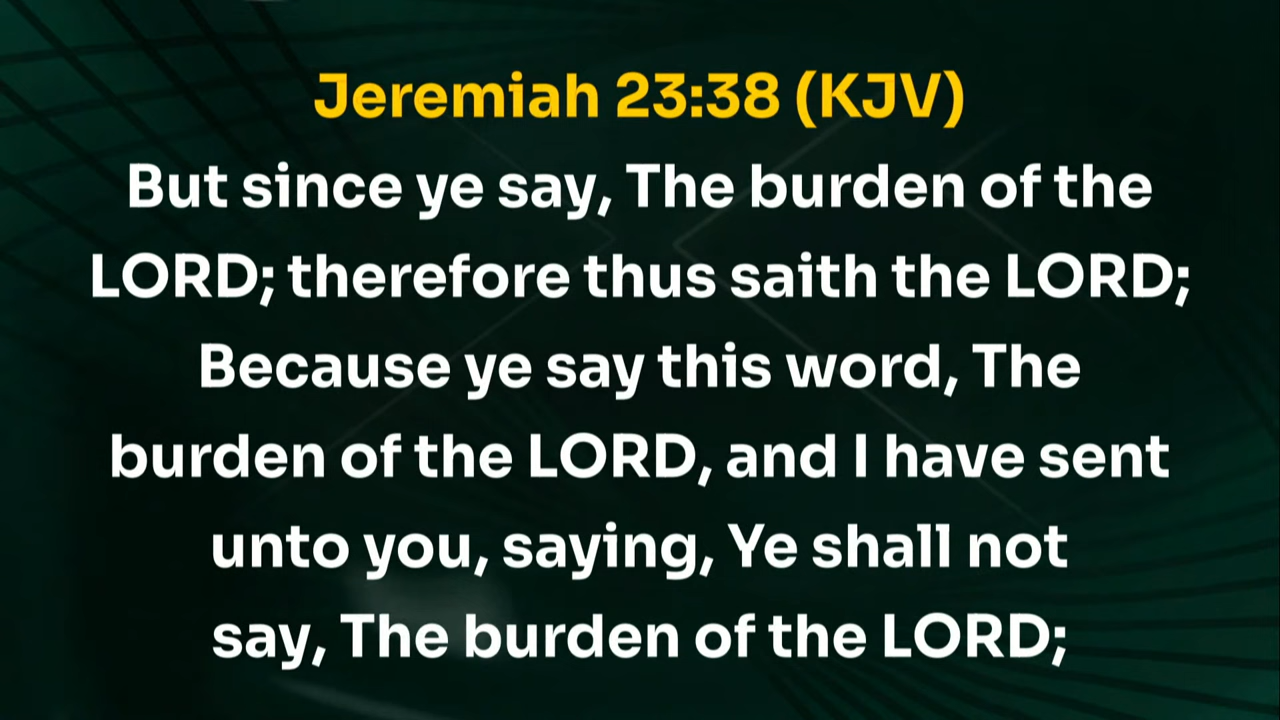 Jeremiah 23:38 (KJV)
But since ye say, The burden of the
LORD; therefore thus saith the LORD;
Because ye say this word, The
burden of the LORD, and I have sent
unto you, saying, Ye shall not
say, The burden of the LORD;